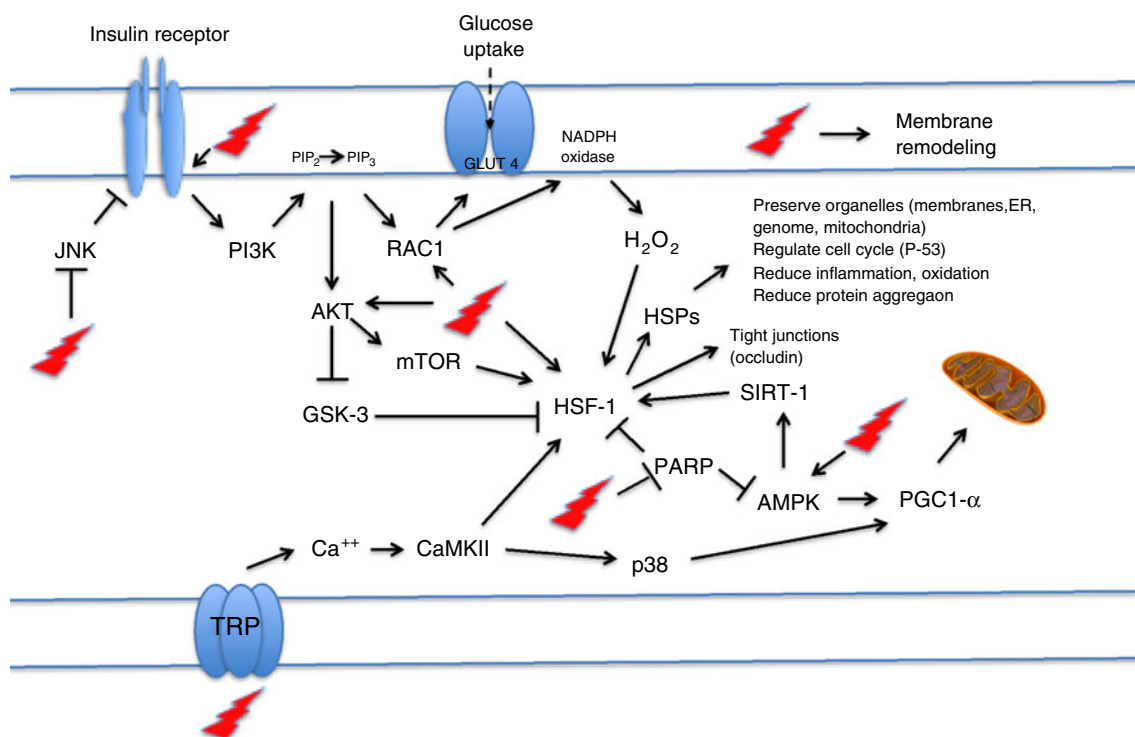 Insulin receptor
Glucose
uptake
NADPH
oxidase
PIP2 PIP3
GLUT 4
Membrane
remodeling
JNK
PI3K
RAC1
H2O2
Preserve organelles (membranes,ER,
genome, mitochondria)
Regulate cell cycle (P-53)
Reduce inflammation, oxidation
Reduce protein aggregaon
AKT
HSPs
mTOR
Tight junctions
(occludin)
GSK-3
HSF-1
SIRT-1
PARP
AMPK
PGC1-α
Ca++
CaMKII
p38
TRP